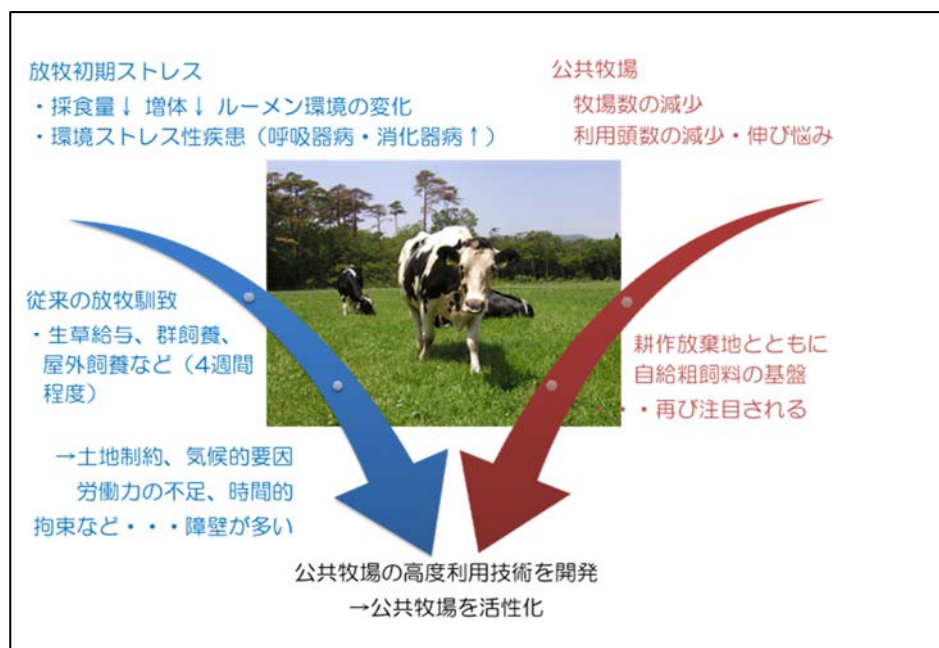 放牧初期ストレス
・採食量↓ 増体↓ ルーメン環境の変化
・環境ストレス性疾患（呼吸器病・消化器病↑）
公共牧場
牧場数の減少
利用頭数の減少・伸び悩み
従来の放牧馴致
・生草給与、群飼養、
屋外飼養など（4週間
程度）
→土地制約、気候的要因
労働力の不足、時間的
拘束など・・・障壁が多い
耕作放棄地とともに
自給粗飼料の基盤
・・・再び注目される
公共牧場の高度利用技術を開発
→公共牧場を活性化